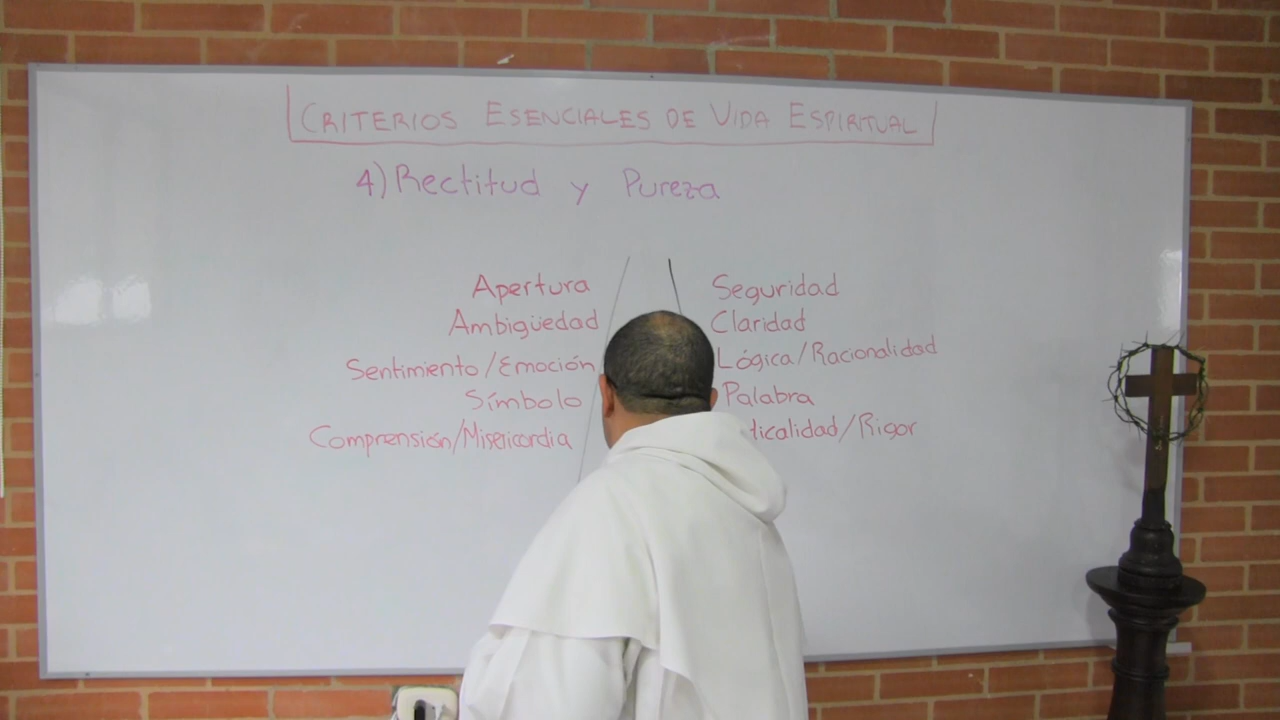 CRITERIOS ESENCIALES DE VIDA ESPIRITUAL
4) Rectitud y Pureza
Apertura Seguridad
Ambigüedad Claridad
Sentimiento/Emoción Lógica/Racionalidad
Símbolo Palabra
Comprensión/Misericordia ticalidad/Rigor